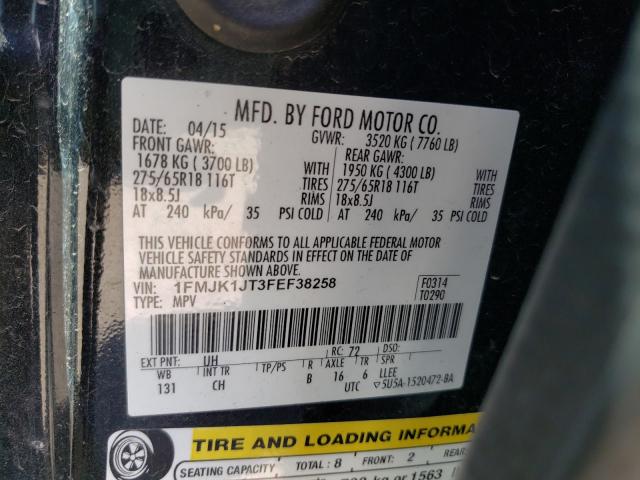 MFD. BY FORD MOTOR CO.
DATE: 04/15 GVWR: 3520 KG (7760 LB)
FRONT GAWR: REAR GAWR:
1678 KG (3700 LB) WITH 1950 KG (4300 LB) WITH
275/65R18 116T TIRES 275/65R18 116T TIRES
18x8.5J RIMS 18x8.5J RIMS
AT 240 kPa/ 35 PSI COLD AT 240 kPa/ 35 PSI COLD
THIS VEHICLE CONFORMS TO ALL APPLICABLE FEDERAL MOTOR
VEHICLE SAFETY STANDARDS IN EFFECT ON THE DATE OF
MANUFACTURE SHOWN ABOVE.
VIN: 1FMJK1JT3FEF38258 F0314
TYPE: MPV T0290
EXT PNT: UH RC: 72 DSO:
WB INT TR TP/PS R AXLE TR SPR
131 CH B 16 6 LLEE
UTC ▽5U5A-1520472-BA
TIRE AND LOADING INFORMA
SEATING CAPACITY TOTAL: 8 FRONT: 2 REAR:
kg or 1563